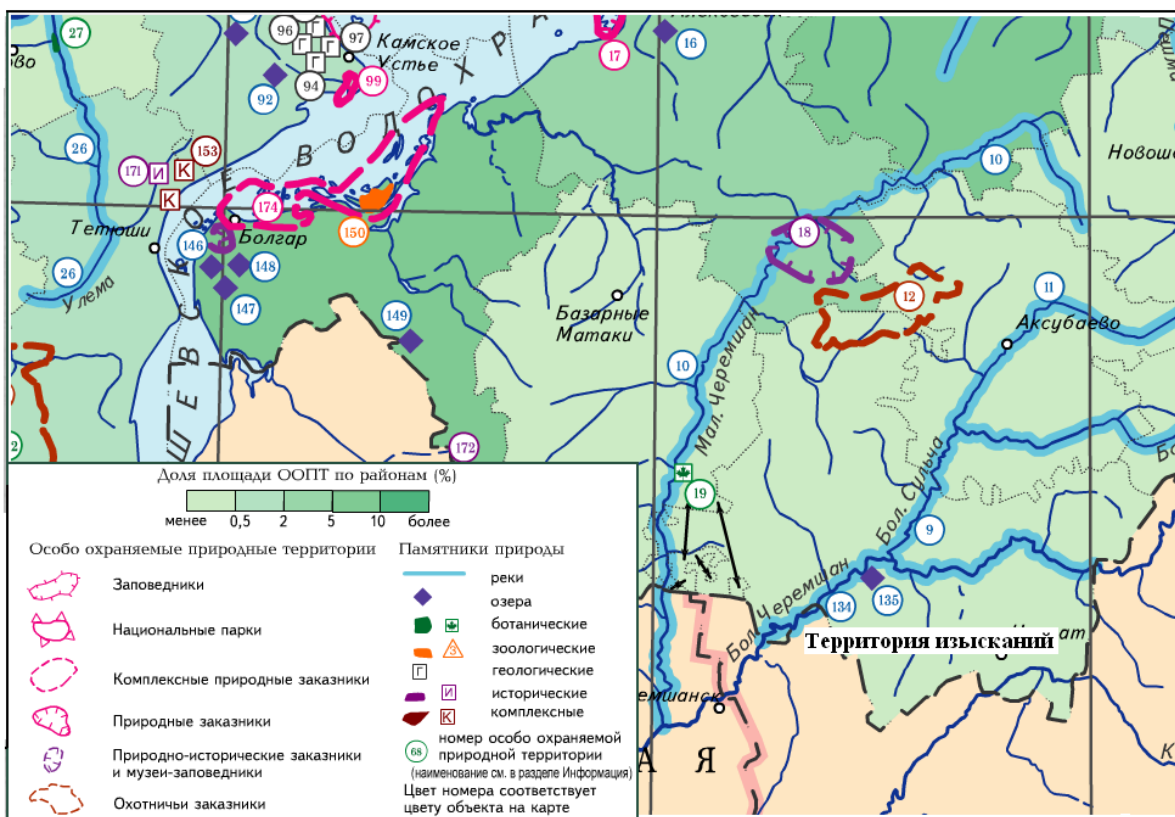 27
96
97
Камское
Устье
94
99
92
17
16
26
171
И
К
153
К
174
Тетюши
146
Болгар
150
148
147
149
26
Улема
18
12
10
10
11
Новоше
Базарные
Матаки
Аксубаево
Мал. Черемшан
172
19
Бол. Сульча
9
Бол. Черемшан
134
135
Территория изысканий
ат
мшанск
А Я
К
Доля площади ООПТ по районам (%)
менее 0,5 2 5 10 более
Особо охраняемые природные территории
Заповедники
Национальные парки
Комплексные природные заказники
Природные заказники
Природно-исторические заказники
и музеи-заповедники
Охотничьи заказники
Памятники природы
реки
озера
ботанические
З зоологические
Г геологические
И исторические
К комплексные
68 номер особо охраняемой
природной территории
(наименование см. в разделе Информация)
Цвет номера соответствует
цвету объекта на карте